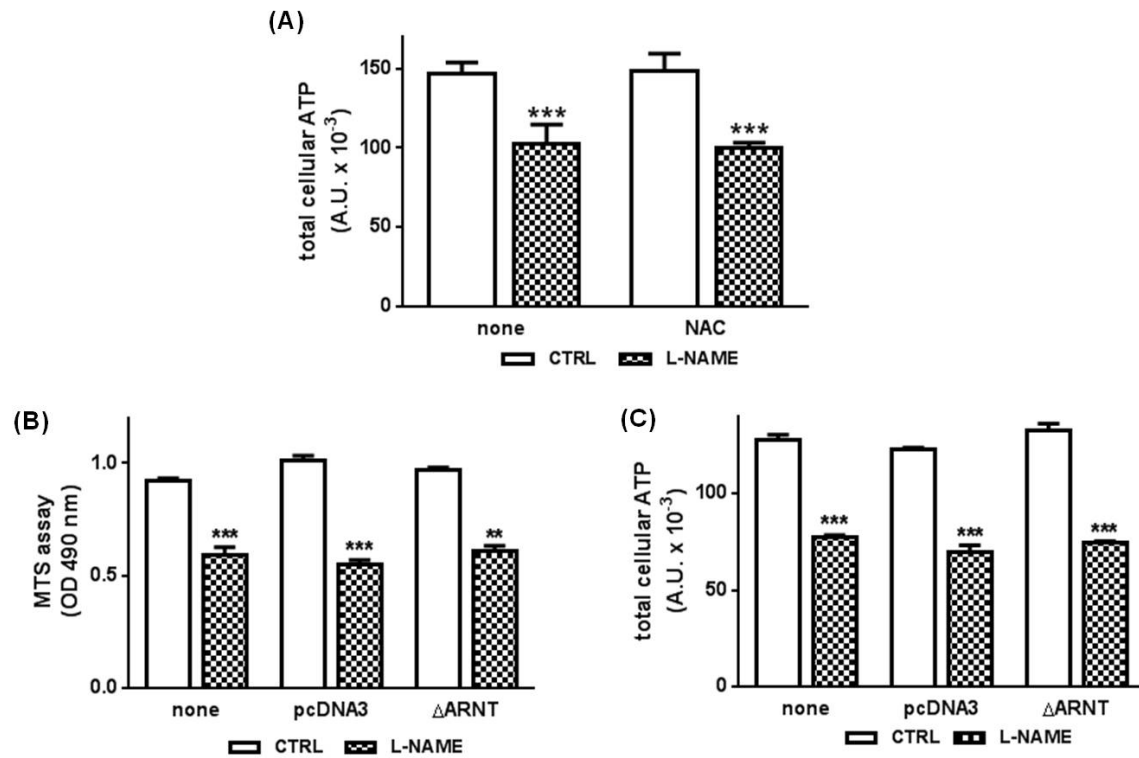 (A)
total cellular ATP
(A.U. x 10⁻³)
150
100
50
0
***
***
none NAC
CTRL L-NAME
(B)
MTS assay
(OD 490 nm)
1.0
0.5
0.0
***
***
**
none pcDNA3 △ARNT
CTRL L-NAME
(C)
total cellular ATP
(A.U. x 10⁻³)
100
50
0
***
***
***
none pcDNA3 △ARNT
CTRL L-NAME